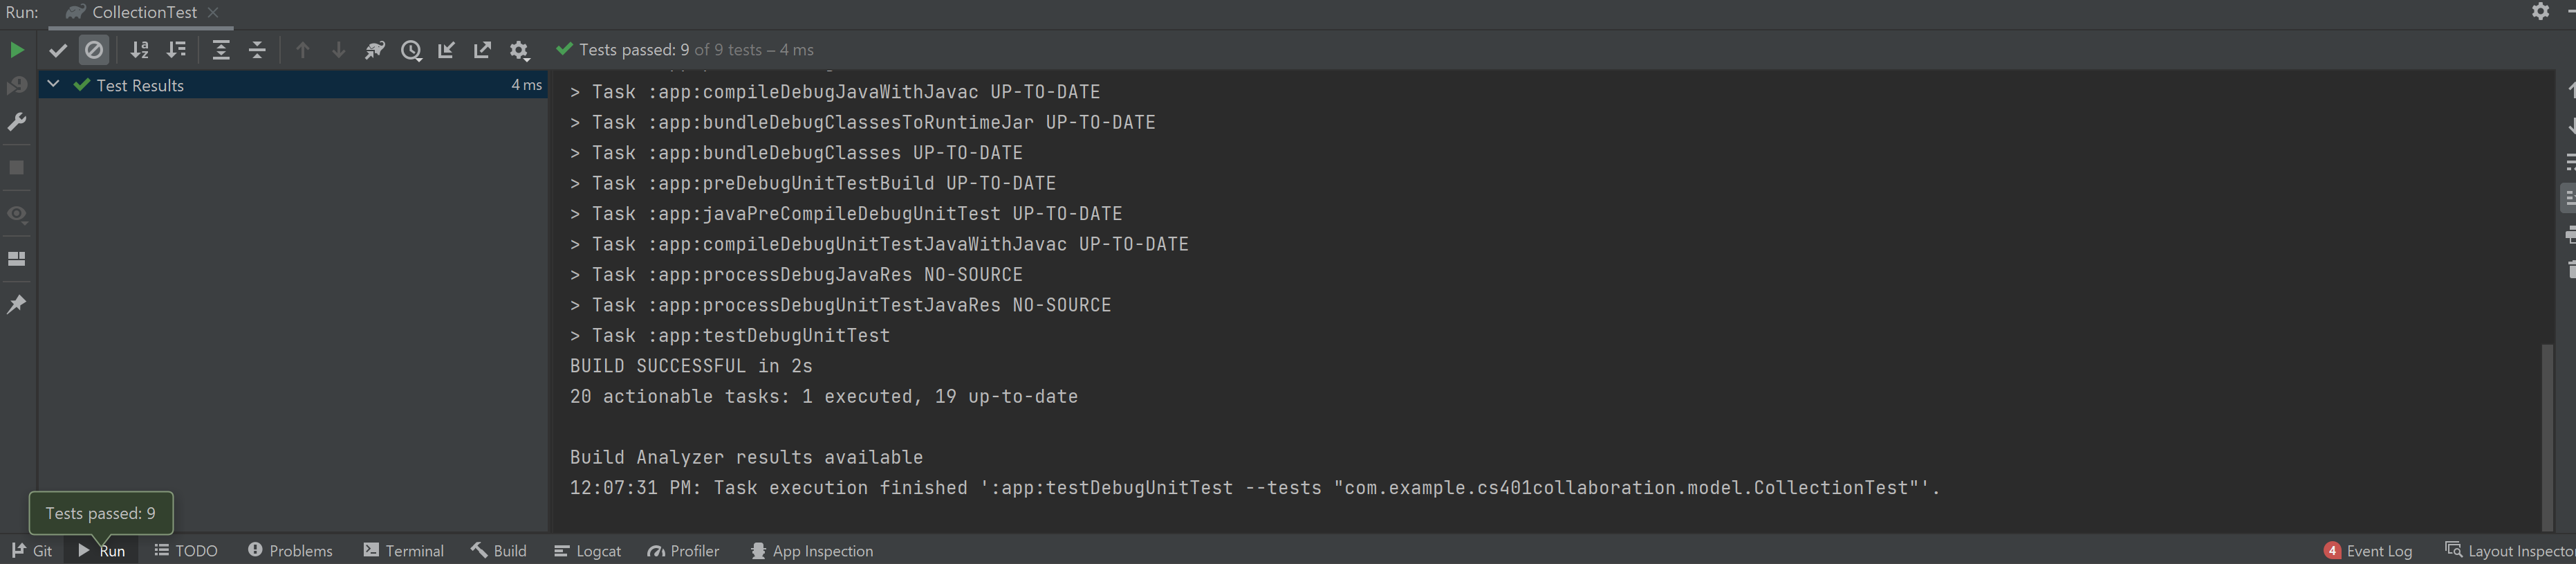 Run: CollectionTest
Tests passed: 9 of 9 tests – 4 ms
Test Results 4 ms
> Task :app:compileDebugJavaWithJavac UP-TO-DATE
> Task :app:bundleDebugClassesToRuntimeJar UP-TO-DATE
> Task :app:bundleDebugClasses UP-TO-DATE
> Task :app:preDebugUnitTestBuild UP-TO-DATE
> Task :app:javaPreCompileDebugUnitTest UP-TO-DATE
> Task :app:compileDebugUnitTestJavaWithJavac UP-TO-DATE
> Task :app:processDebugJavaRes NO-SOURCE
> Task :app:processDebugUnitTestJavaRes NO-SOURCE
> Task :app:testDebugUnitTest
BUILD SUCCESSFUL in 2s
20 actionable tasks: 1 executed, 19 up-to-date
Build Analyzer results available
12:07:31 PM: Task execution finished ':app:testDebugUnitTest --tests "com.example.cs401collaboration.model.CollectionTest"'.
Tests passed: 9
Git Run TODO Problems Terminal Build Logcat Profiler App Inspection 4 Event Log Layout Inspecto